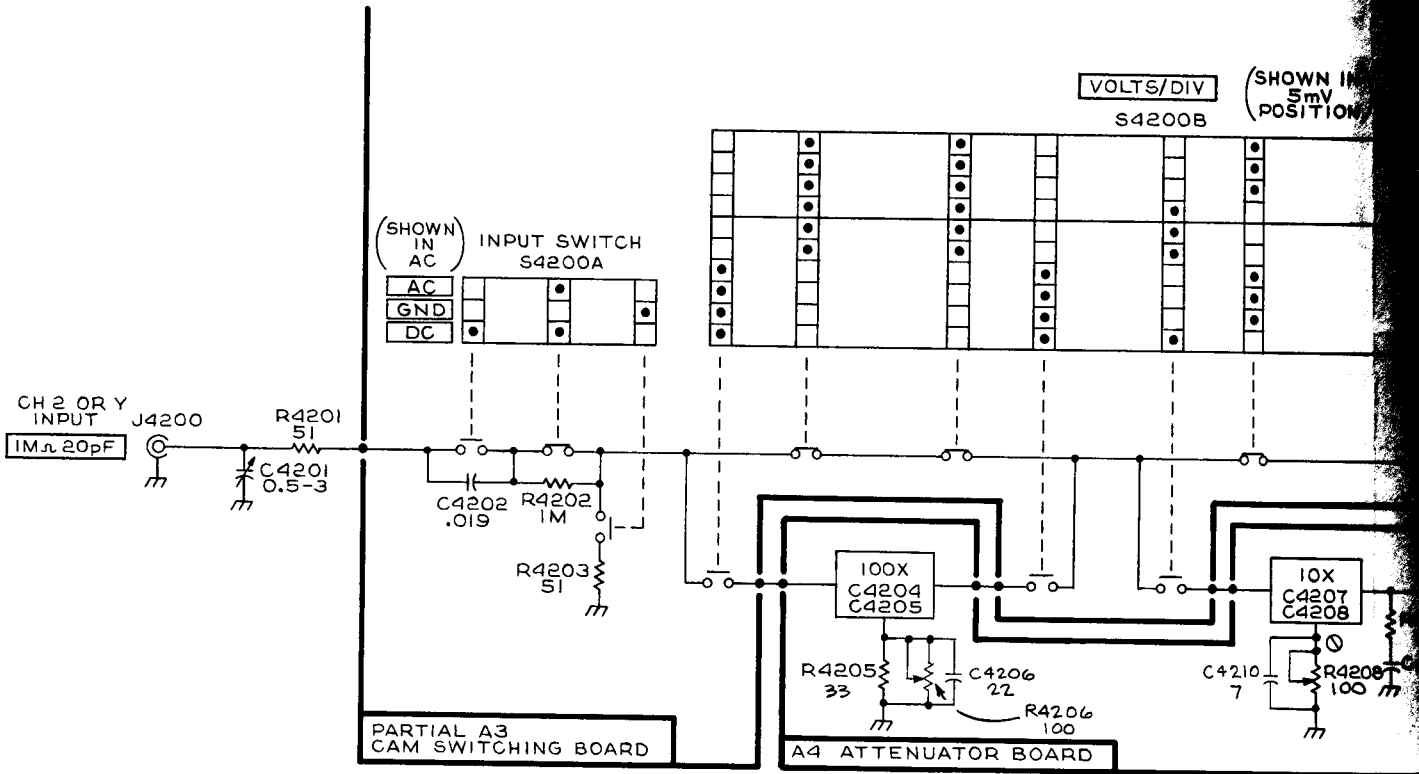 VOLTS/DIV
S4200B
(SHOWN IN
5mV
POSITION)
(SHOWN
IN
AC)
INPUT SWITCH
S4200A
AC
GND
DC
CH 2 OR Y
INPUT
1MΩ 20pF
J4200
R4201
51
C4201
0.5-3
C4202
.019
R4202
1M
R4203
51
100X
C4204
C4205
10X
C4207
C4208
R4205
33
C4206
22
R4206
100
C4210
7
R4208
100
PARTIAL A3
CAM SWITCHING BOARD
A4 ATTENUATOR BOARD